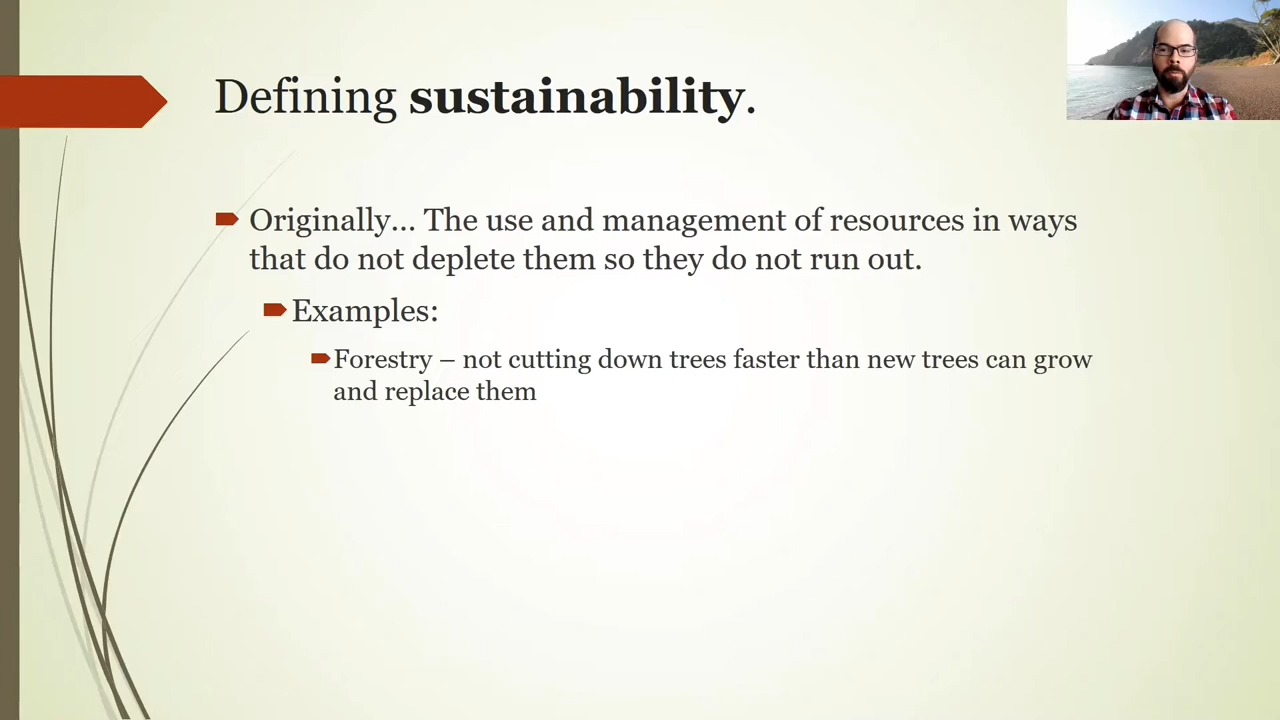 Defining sustainability.
Originally... The use and management of resources in ways
that do not deplete them so they do not run out.
Examples:
Forestry – not cutting down trees faster than new trees can grow
and replace them